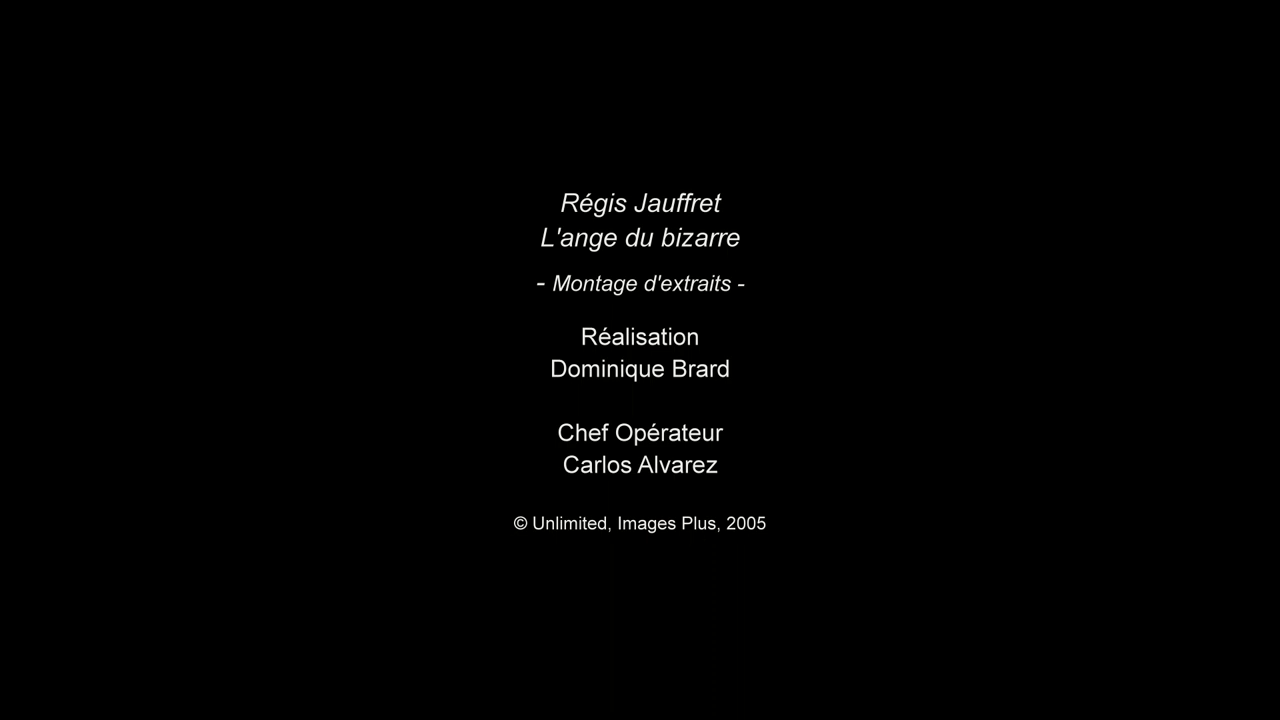 Régis Jauffret
L'ange du bizarre
- Montage d'extraits -
Réalisation
Dominique Brard
Chef Opérateur
Carlos Alvarez
© Unlimited, Images Plus, 2005